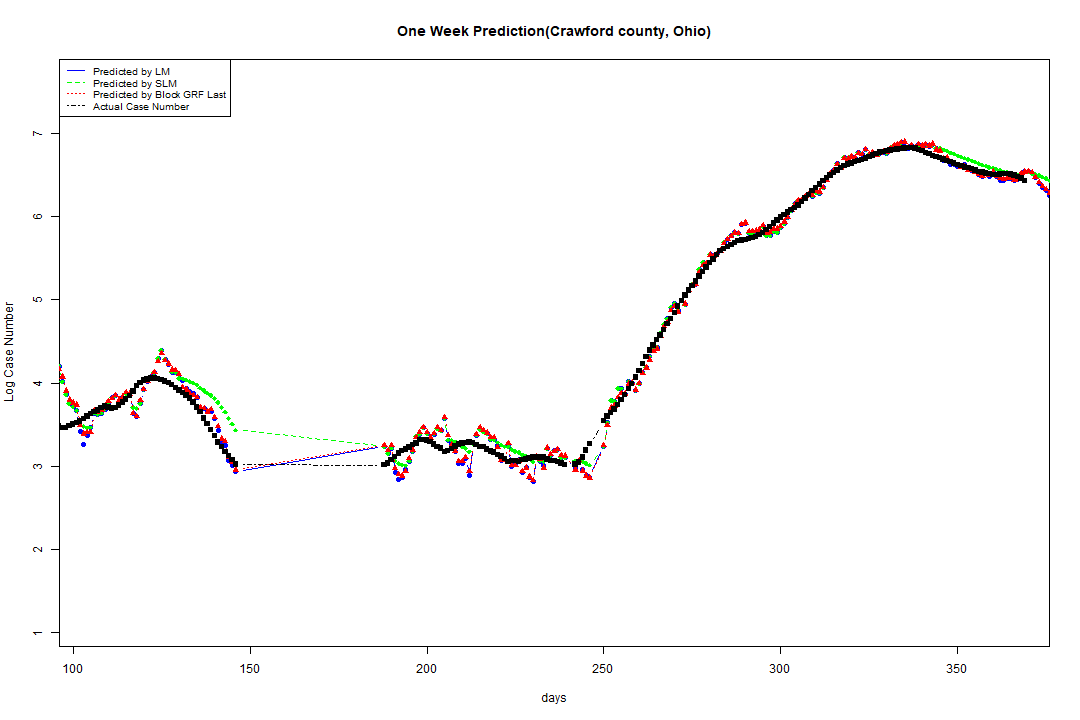 One Week Prediction(Crawford county, Ohio)
Predicted by LM
Predicted by SLM
Predicted by Block GRF Last
Actual Case Number
7
6
5
4
3
2
1
Log Case Number
100 150 200 250 300 350
days